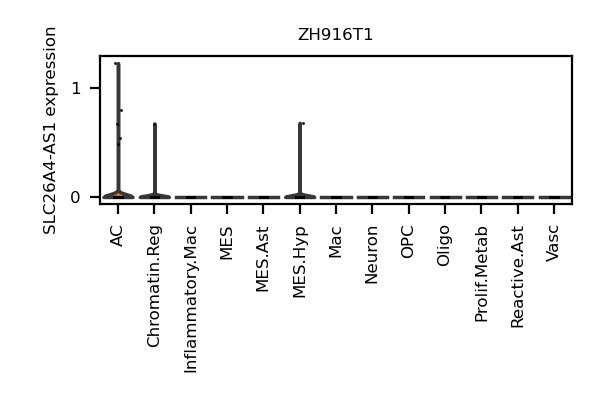 ZH916T1
SLC26A4-AS1 expression
1
0
AC
Chromatin.Reg
Inflammatory.Mac
MES
MES.Ast
MES.Hyp
Mac
Neuron
OPC
Oligo
Prolif.Metab
Reactive.Ast
Vasc